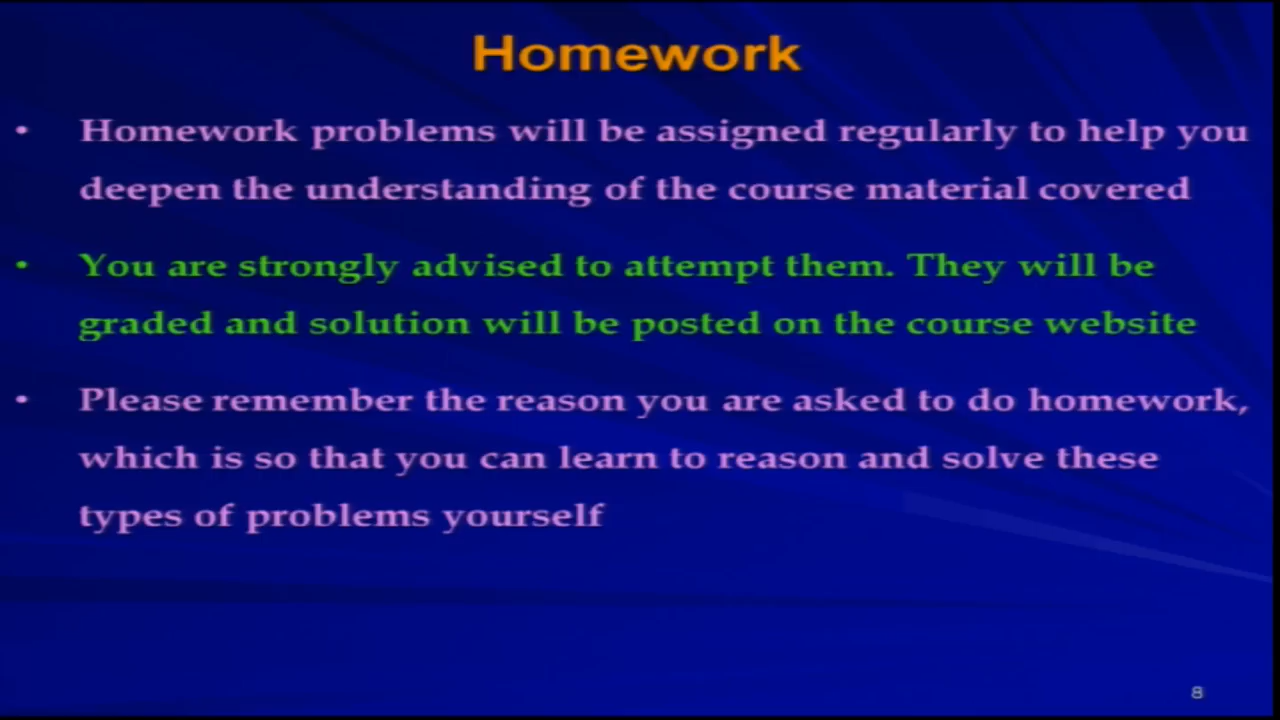 Homework
• Homework problems will be assigned regularly to help you
deepen the understanding of the course material covered
• You are strongly advised to attempt them. They will be
graded and solution will be posted on the course website
• Please remember the reason you are asked to do homework,
which is so that you can learn to reason and solve these
types of problems yourself
8